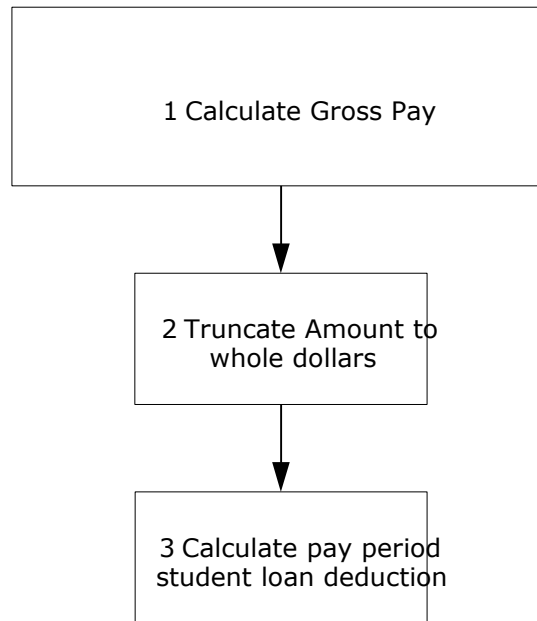 1 Calculate Gross Pay
2 Truncate Amount to
whole dollars
3 Calculate pay period
student loan deduction